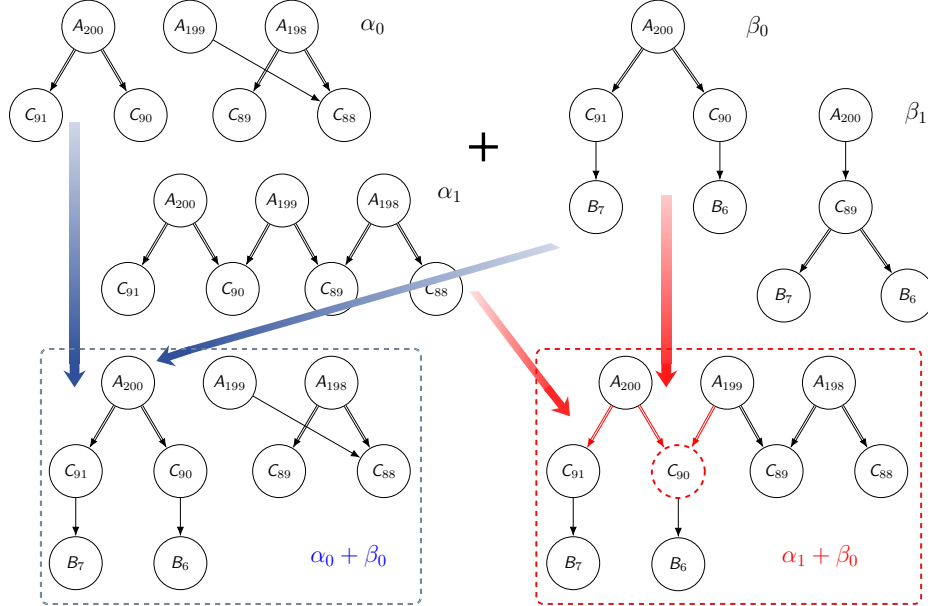 A₂₀₀ A₁₉₉ A₁₉₈ α₀
C₉₁ C₉₀ C₈₉ C₈₈
A₂₀₀ β₀
C₉₁ C₉₀ A₂₀₀ β₁
+
B₇ B₆ C₈₉
B₇ B₆
A₂₀₀ A₁₉₉ A₁₉₈ α₁
C₉₁ C₉₀ C₈₉ C₈₈
A₂₀₀ A₁₉₉ A₁₉₈
C₉₁ C₉₀ C₈₉ C₈₈
B₇ B₆ α₀ + β₀
A₂₀₀ A₁₉₉ A₁₉₈
C₉₁ C₉₀ C₈₉ C₈₈
B₇ B₆ α₁ + β₀